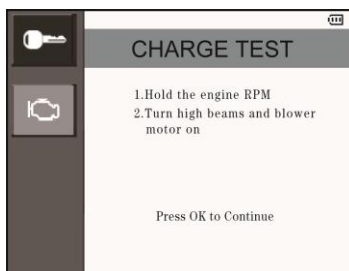 CHARGE TEST
1.Hold the engine RPM
2.Turn high beams and blower
motor on
Press OK to Continue